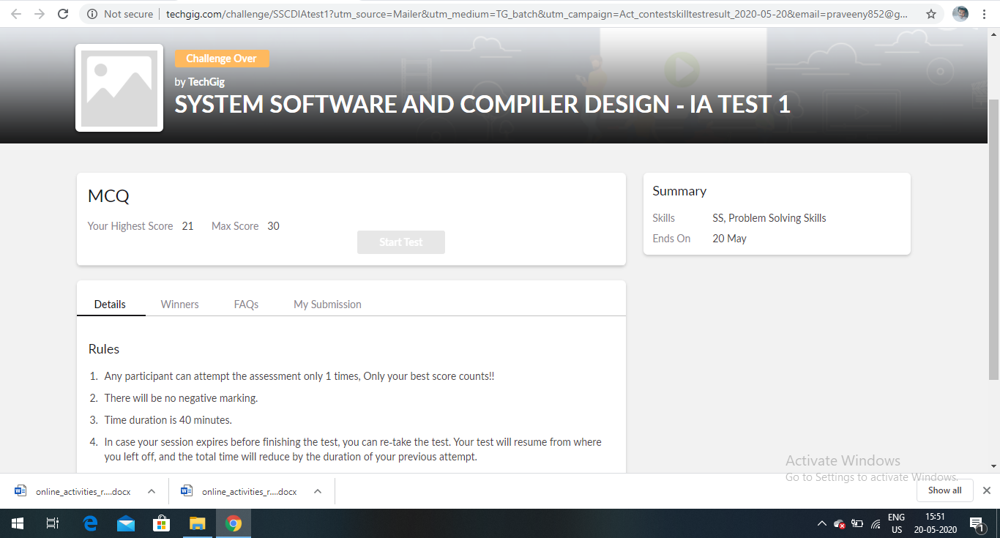 Not secure | techgig.com/challenge/SSCDIAtest1?utm_source=Mailer&utm_medium=TG_batch&utm_campaign=Act_contestskilltestresult_2020-05-20&email=praveeny852@g...
Challenge Over
by TechGig
SYSTEM SOFTWARE AND COMPILER DESIGN - IA TEST 1
MCQ
Your Highest Score 21 Max Score 30
Start Test
Summary
Skills SS, Problem Solving Skills
Ends On 20 May
Details Winners FAQs My Submission
Rules
1. Any participant can attempt the assessment only 1 times, Only your best score counts!!
2. There will be no negative marking.
3. Time duration is 40 minutes.
4. In case your session expires before finishing the test, you can re-take the test. Your test will resume from where
you left off, and the total time will reduce by the duration of your previous attempt.
Activate Windows
Go to Settings to activate Windows.
online_activities_r....docx online_activities_r....docx Show all
ENG 15:51
US 20-05-2020 1